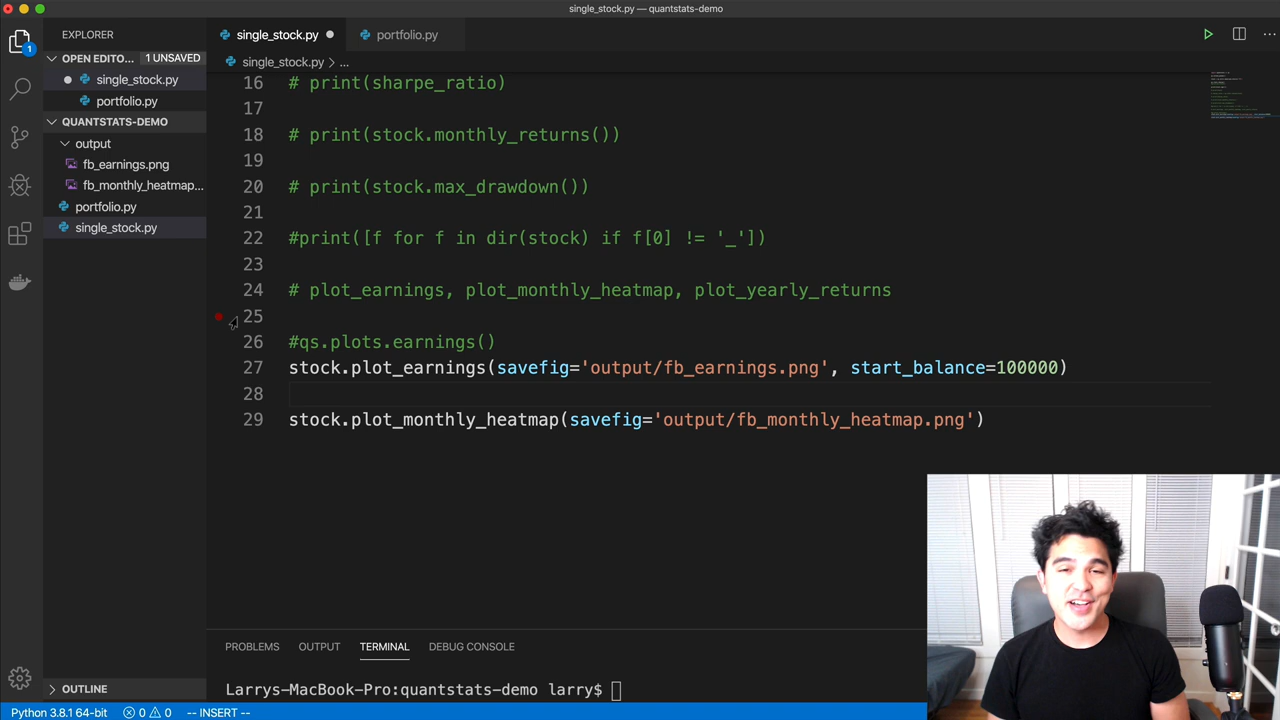 single_stock.py — quantstats-demo
EXPLORER
single_stock.py
portfolio.py
OPEN EDITO... 1 UNSAVED
single_stock.py
portfolio.py
QUANTSTATS-DEMO
output
fb_earnings.png
fb_monthly_heatmap...
portfolio.py
single_stock.py
OUTLINE
1
single_stock.py > ...
16 # print(sharpe_ratio)
17
18 # print(stock.monthly_returns())
19
20 # print(stock.max_drawdown())
21
22 #print([f for f in dir(stock) if f[0] != '_'])
23
24 # plot_earnings, plot_monthly_heatmap, plot_yearly_returns
25
26 #qs.plots.earnings()
27 stock.plot_earnings(savefig='output/fb_earnings.png', start_balance=100000)
28
29 stock.plot_monthly_heatmap(savefig='output/fb_monthly_heatmap.png')
PROBLEMS OUTPUT TERMINAL DEBUG CONSOLE
Larrys-MacBook-Pro:quantstats-demo larry$
Python 3.8.1 64-bit 0 0 -- INSERT --